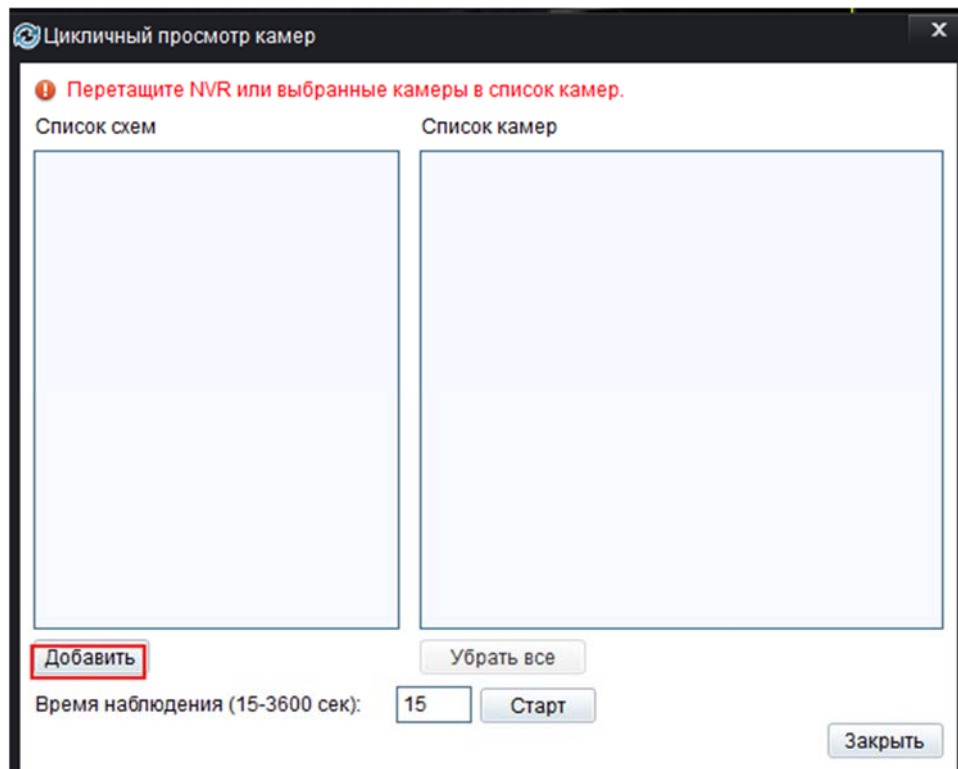 Цикличный просмотр камер
x
Перетащите NVR или выбранные камеры в список камер.
Список схем
Список камер
Добавить
Убрать все
Время наблюдения (15-3600 сек):
15
Старт
Закрыть